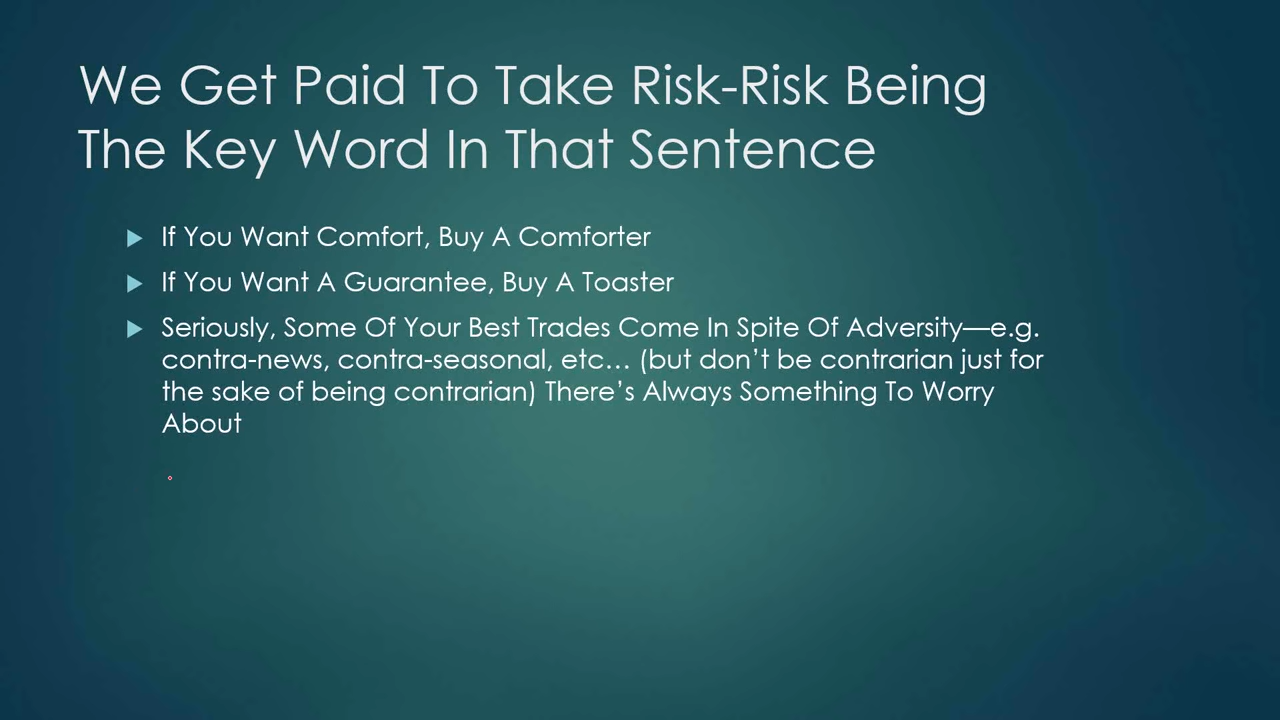 We Get Paid To Take Risk-Risk Being
The Key Word In That Sentence
If You Want Comfort, Buy A Comforter
If You Want A Guarantee, Buy A Toaster
Seriously, Some Of Your Best Trades Come In Spite Of Adversity—e.g.
contra-news, contra-seasonal, etc… (but don’t be contrarian just for
the sake of being contrarian) There’s Always Something To Worry
About